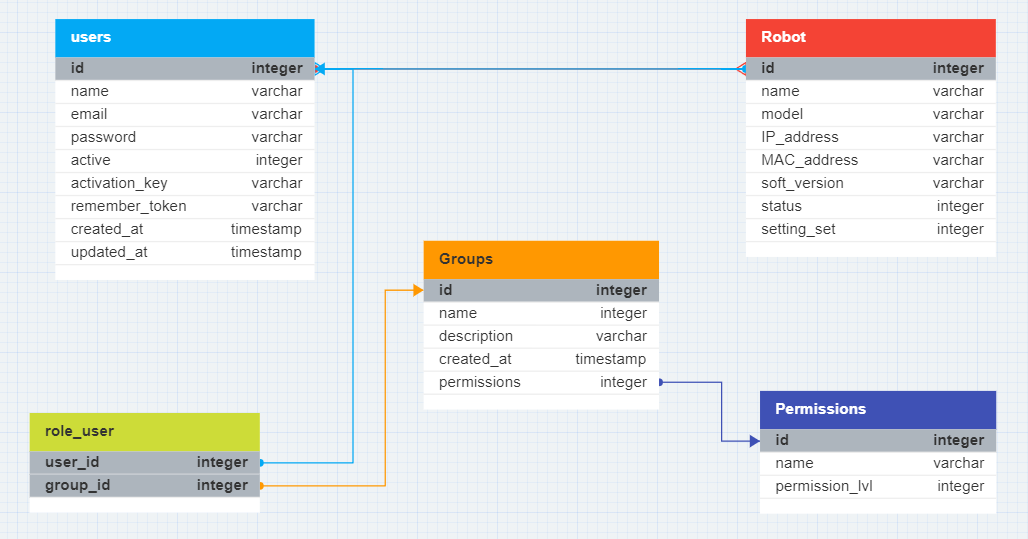 users
id integer
name varchar
email varchar
password varchar
active integer
activation_key varchar
remember_token varchar
created_at timestamp
updated_at timestamp
Robot
id integer
name varchar
model varchar
IP_address varchar
MAC_address varchar
soft_version varchar
status integer
setting_set integer
Groups
id integer
name integer
description varchar
created_at timestamp
permissions integer
role_user
user_id integer
group_id integer
Permissions
id integer
name varchar
permission_lvl integer